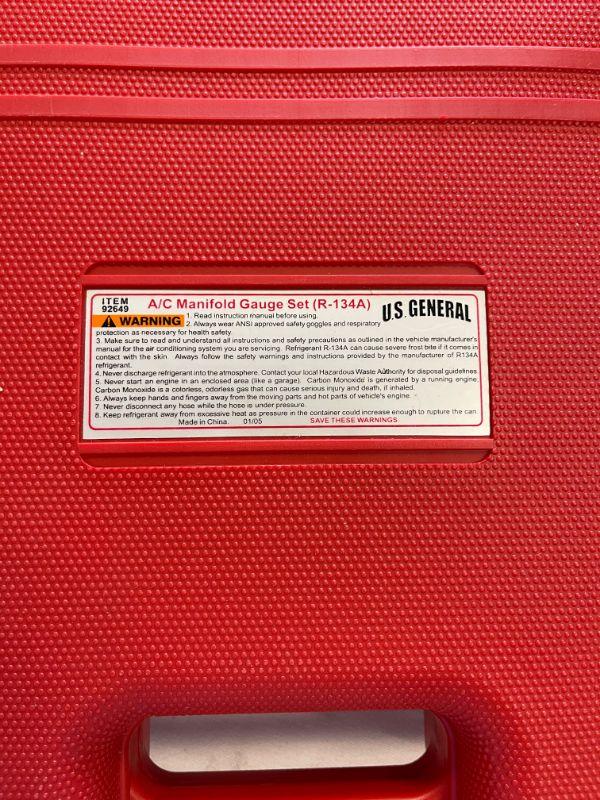 ITEM
92649
A/C Manifold Gauge Set (R-134A)
U.S. GENERAL
WARNING
1. Read instruction manual before using.
2. Always wear ANSI approved safety goggles and respiratory
protection as necessary for health safety.
3. Make sure to read and understand all instructions and safety precautions as outlined in the vehicle manufacturer's
manual for the air conditioning system you are servicing. Refrigerant R-134A can cause severe frost bite if it comes in
contact with the skin. Always follow the safety warnings and instructions provided by the manufacturer of R134A
refrigerant.
4. Never discharge refrigerant into the atmosphere. Contact your local Hazardous Waste Authority for disposal guidelines.
5. Never start an engine in an enclosed area (like a garage). Carbon Monoxide is generated by a running engine.
Carbon Monoxide is a colorless, odorless gas that can cause serious injury and death, if inhaled.
6. Always keep hands and fingers away from the moving parts and hot parts of vehicle's engine.
7. Never disconnect any hose while the hose is under pressure.
8. Keep refrigerant away from excessive heat as pressure in the container could increase enough to rupture the can.
Made in China. 01/05 SAVE THESE WARNINGS